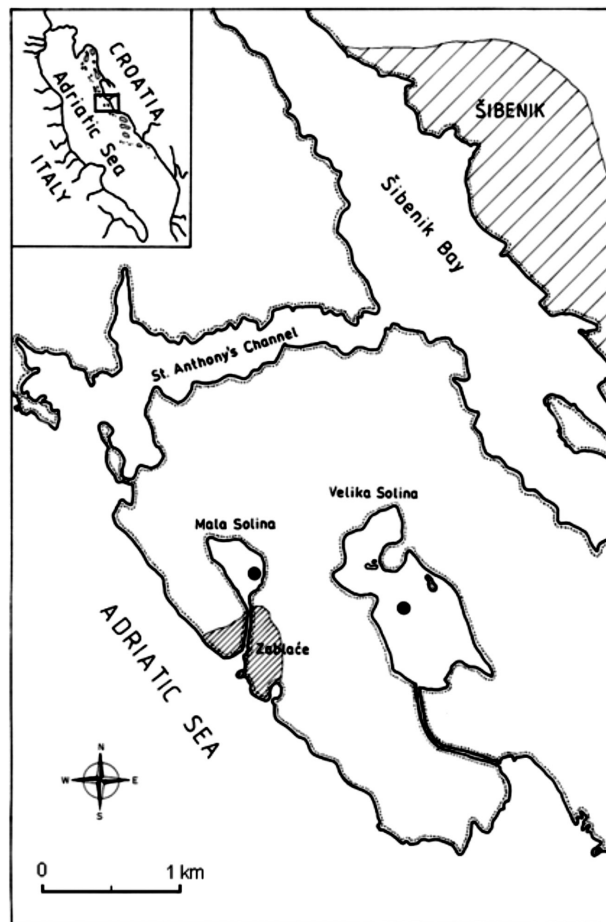 CROATIA
Adriatic Sea
ITALY
ŠIBENIK
Šibenik Bay
St. Anthony's Channel
Velika Solina
Mala Solina
Zablaće
ADRIATIC SEA
N
W E
S
0 1 km